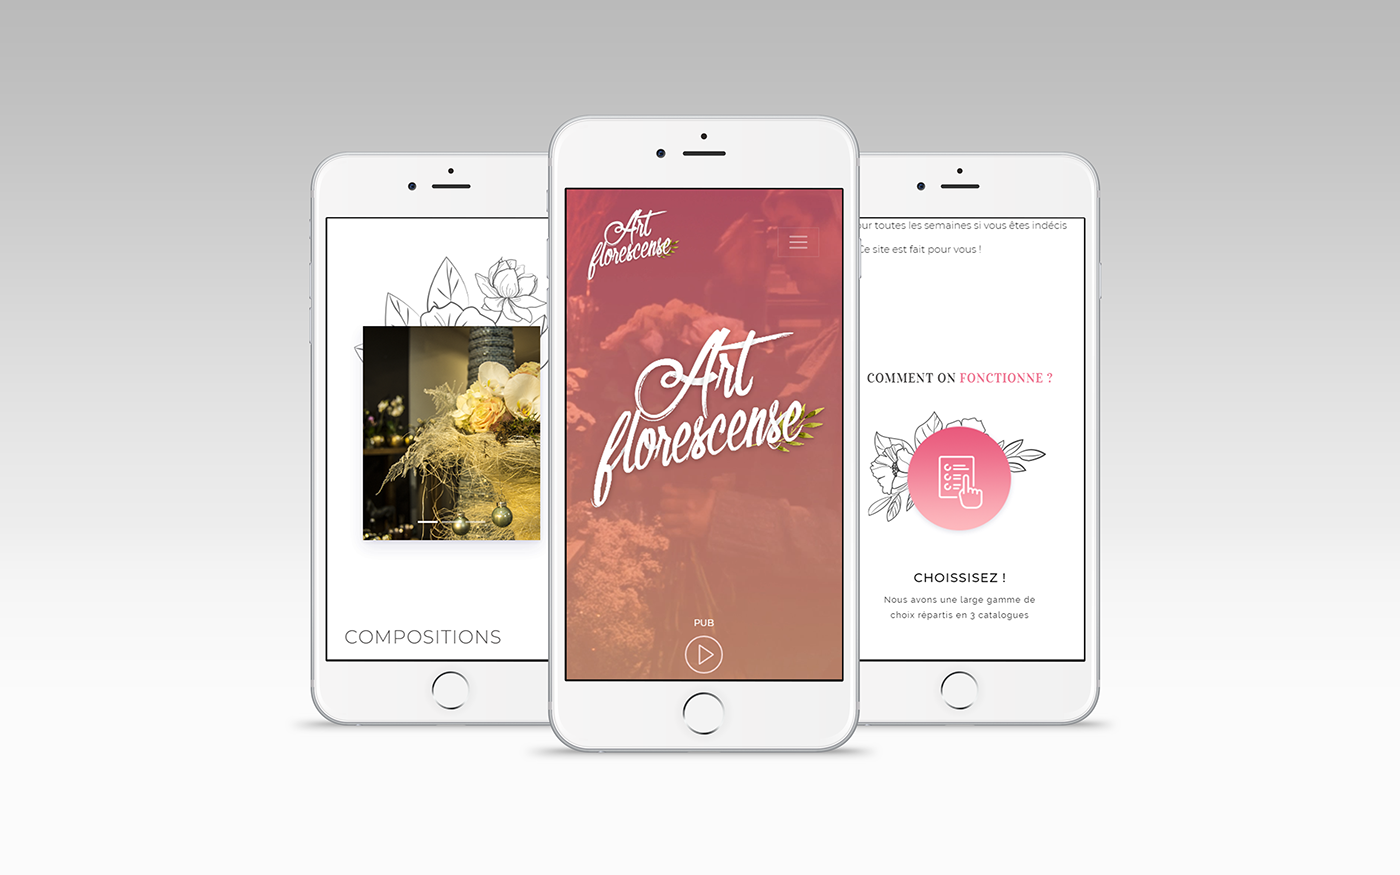 COMPOSITIONS
Art
florescense
Art
florescense
PUB
ur toutes les semaines si vous êtes indécis
Ce site est fait pour vous !
COMMENT ON FONCTIONNE ?
CHOISSISEZ !
Nous avons une large gamme de
choix répartis en 3 catalogues